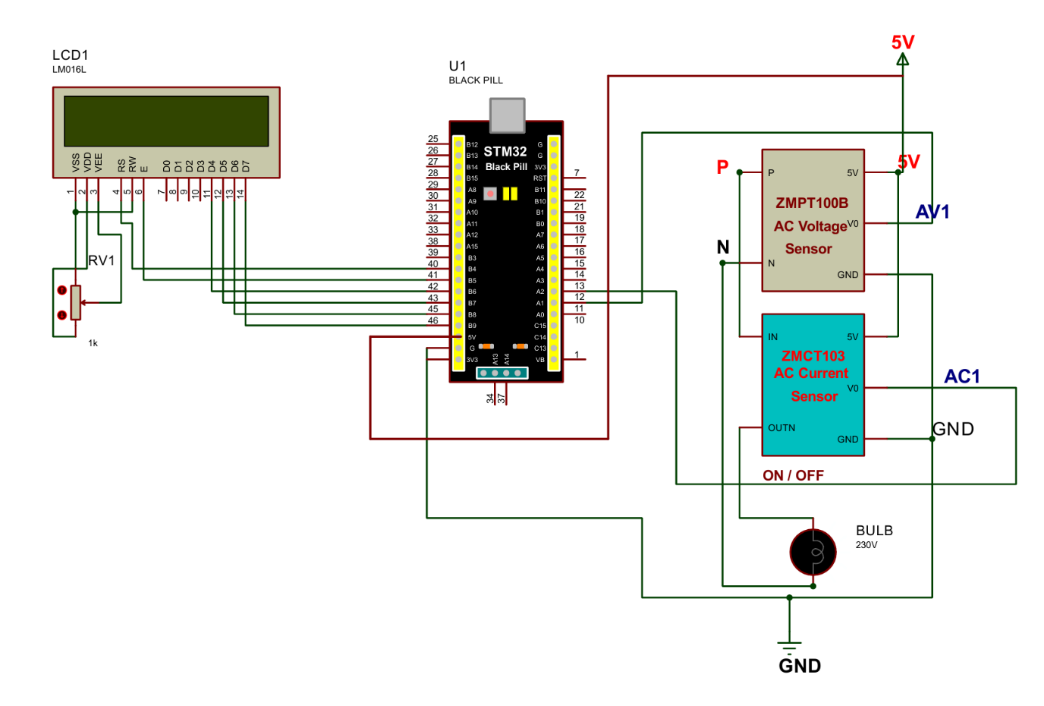 LCD1
LM016L
VSS
VDD
VEE
RS
RW
E
D0
D1
D2
D3
D4
D5
D6
D7
1
2
3
4
5
6
7
8
9
10
11
12
13
14
RV1
1k
U1
BLACK PILL
STM32
Black Pill
25 B12
26 B13
27 B14
28 B15
29 A8
30 A9
31 A10
32 A11
33 A12
38 A15
39 B3
40 B4
41 B5
42 B6
43 B7
45 B8
46 B9
5V
G
3V3
G
G
3V3
RST 7
B11
B10 22
B1 21
B0 19
A7 18
A6 17
A5 16
A4 15
A3 14
A2 13
A1 12
A0 11
C15 10
C14
C13
VB 1
A13
A14
34
37
5V
5V
P
P 5V
ZMPT100B
AC Voltage
Sensor
V0
AV1
N
N
GND
IN 5V
ZMCT103
AC Current
Sensor
V0
AC1
OUTN
GND
GND
ON / OFF
BULB
230V
GND